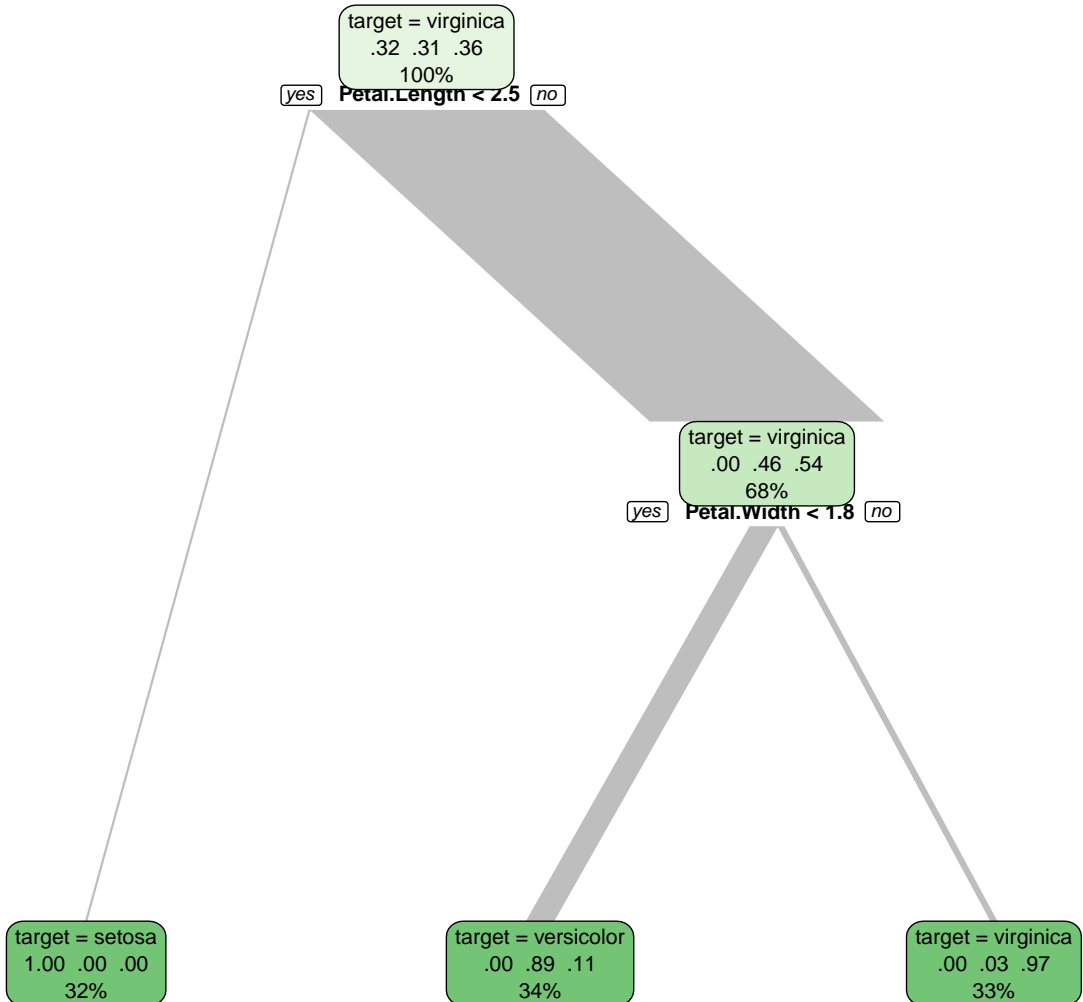 target = virginica
.32 .31 .36
100%
yes Petal.Length < 2.5 no
target = virginica
.00 .46 .54
68%
yes Petal.Width < 1.8 no
target = setosa
1.00 .00 .00
32%
target = versicolor
.00 .89 .11
34%
target = virginica
.00 .03 .97
33%